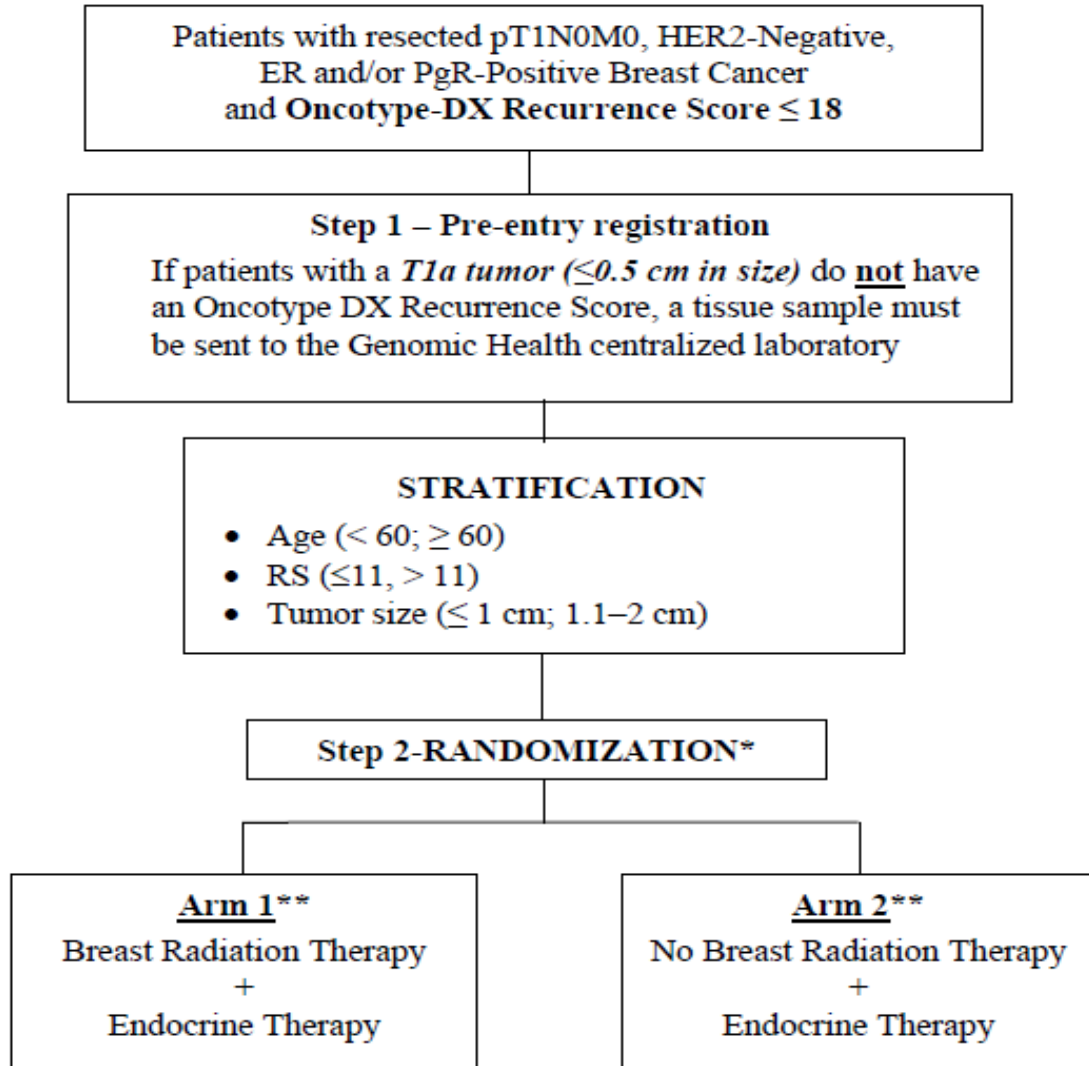 Patients with resected pT1N0M0, HER2-Negative,
ER and/or PgR-Positive Breast Cancer
and Oncotype-DX Recurrence Score ≤ 18
Step 1 – Pre-entry registration
If patients with a T1a tumor (≤0.5 cm in size) do not have
an Oncotype DX Recurrence Score, a tissue sample must
be sent to the Genomic Health centralized laboratory
STRATIFICATION
• Age (< 60; ≥ 60)
• RS (≤11, > 11)
• Tumor size (≤ 1 cm; 1.1–2 cm)
Step 2-RANDOMIZATION*
Arm 1**
Breast Radiation Therapy
+
Endocrine Therapy
Arm 2**
No Breast Radiation Therapy
+
Endocrine Therapy